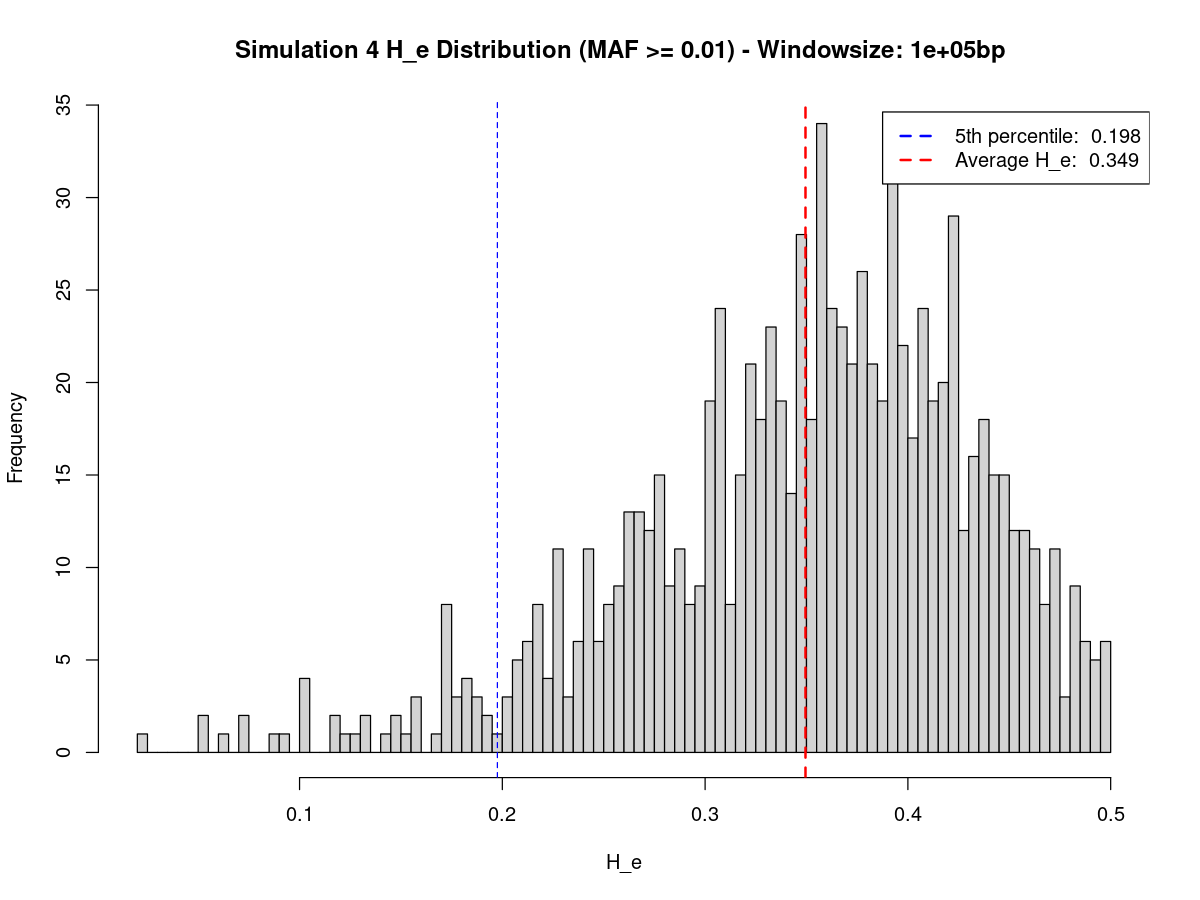 Simulation 4 H_e Distribution (MAF >= 0.01) - Windowsize: 1e+05bp
5th percentile: 0.198
Average H_e: 0.349
Frequency
35
30
25
20
15
10
5
0
0.1 0.2 0.3 0.4 0.5
H_e